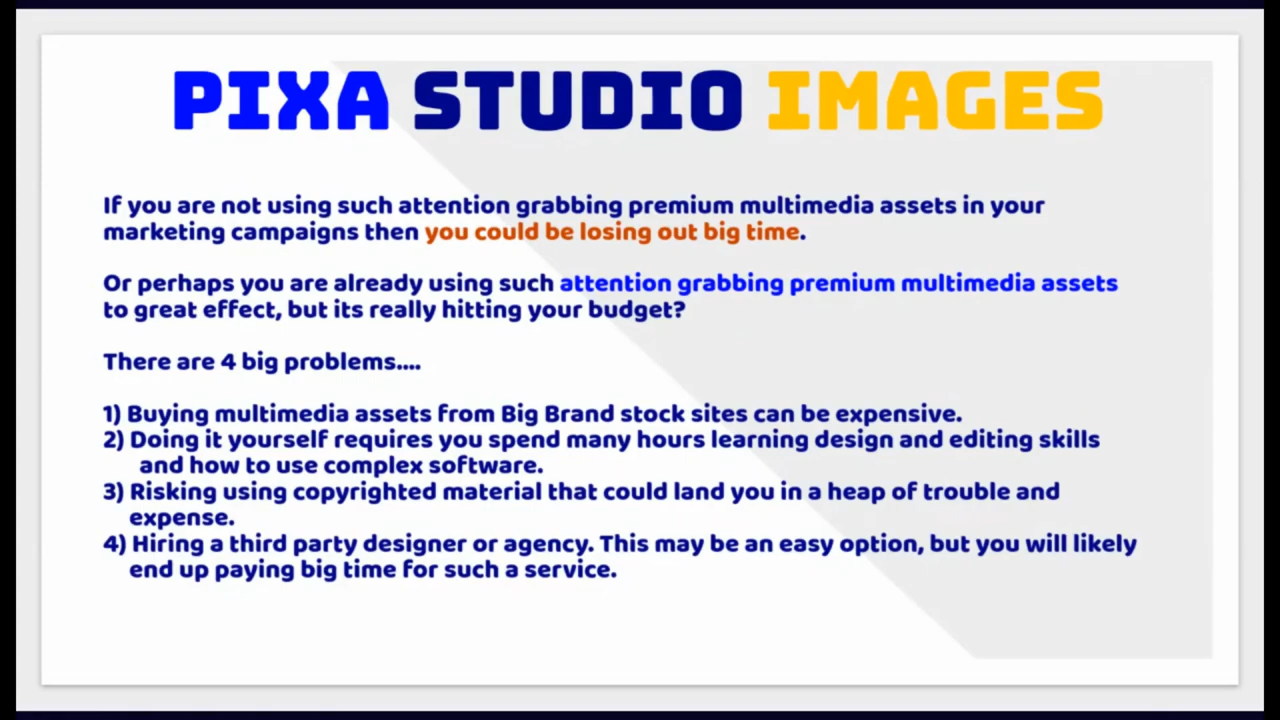 PIXA STUDIO IMAGES
If you are not using such attention grabbing premium multimedia assets in your
marketing campaigns then you could be losing out big time.
Or perhaps you are already using such attention grabbing premium multimedia assets
to great effect, but its really hitting your budget?
There are 4 big problems....
1) Buying multimedia assets from Big Brand stock sites can be expensive.
2) Doing it yourself requires you spend many hours learning design and editing skills
and how to use complex software.
3) Risking using copyrighted material that could land you in a heap of trouble and
expense.
4) Hiring a third party designer or agency. This may be an easy option, but you will likely
end up paying big time for such a service.